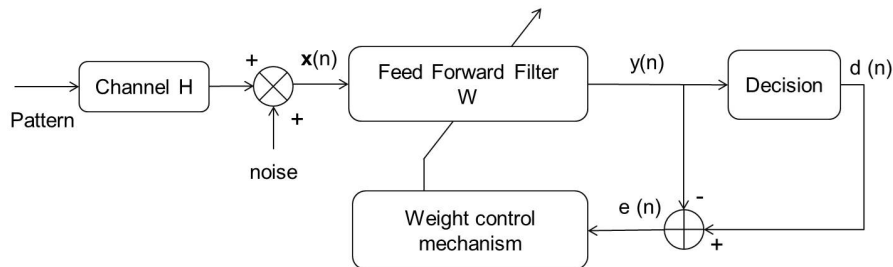 Pattern
Channel H
+
+
noise
x(n)
Feed Forward Filter
W
y(n)
Decision
d (n)
Weight control
mechanism
e (n)
-
+